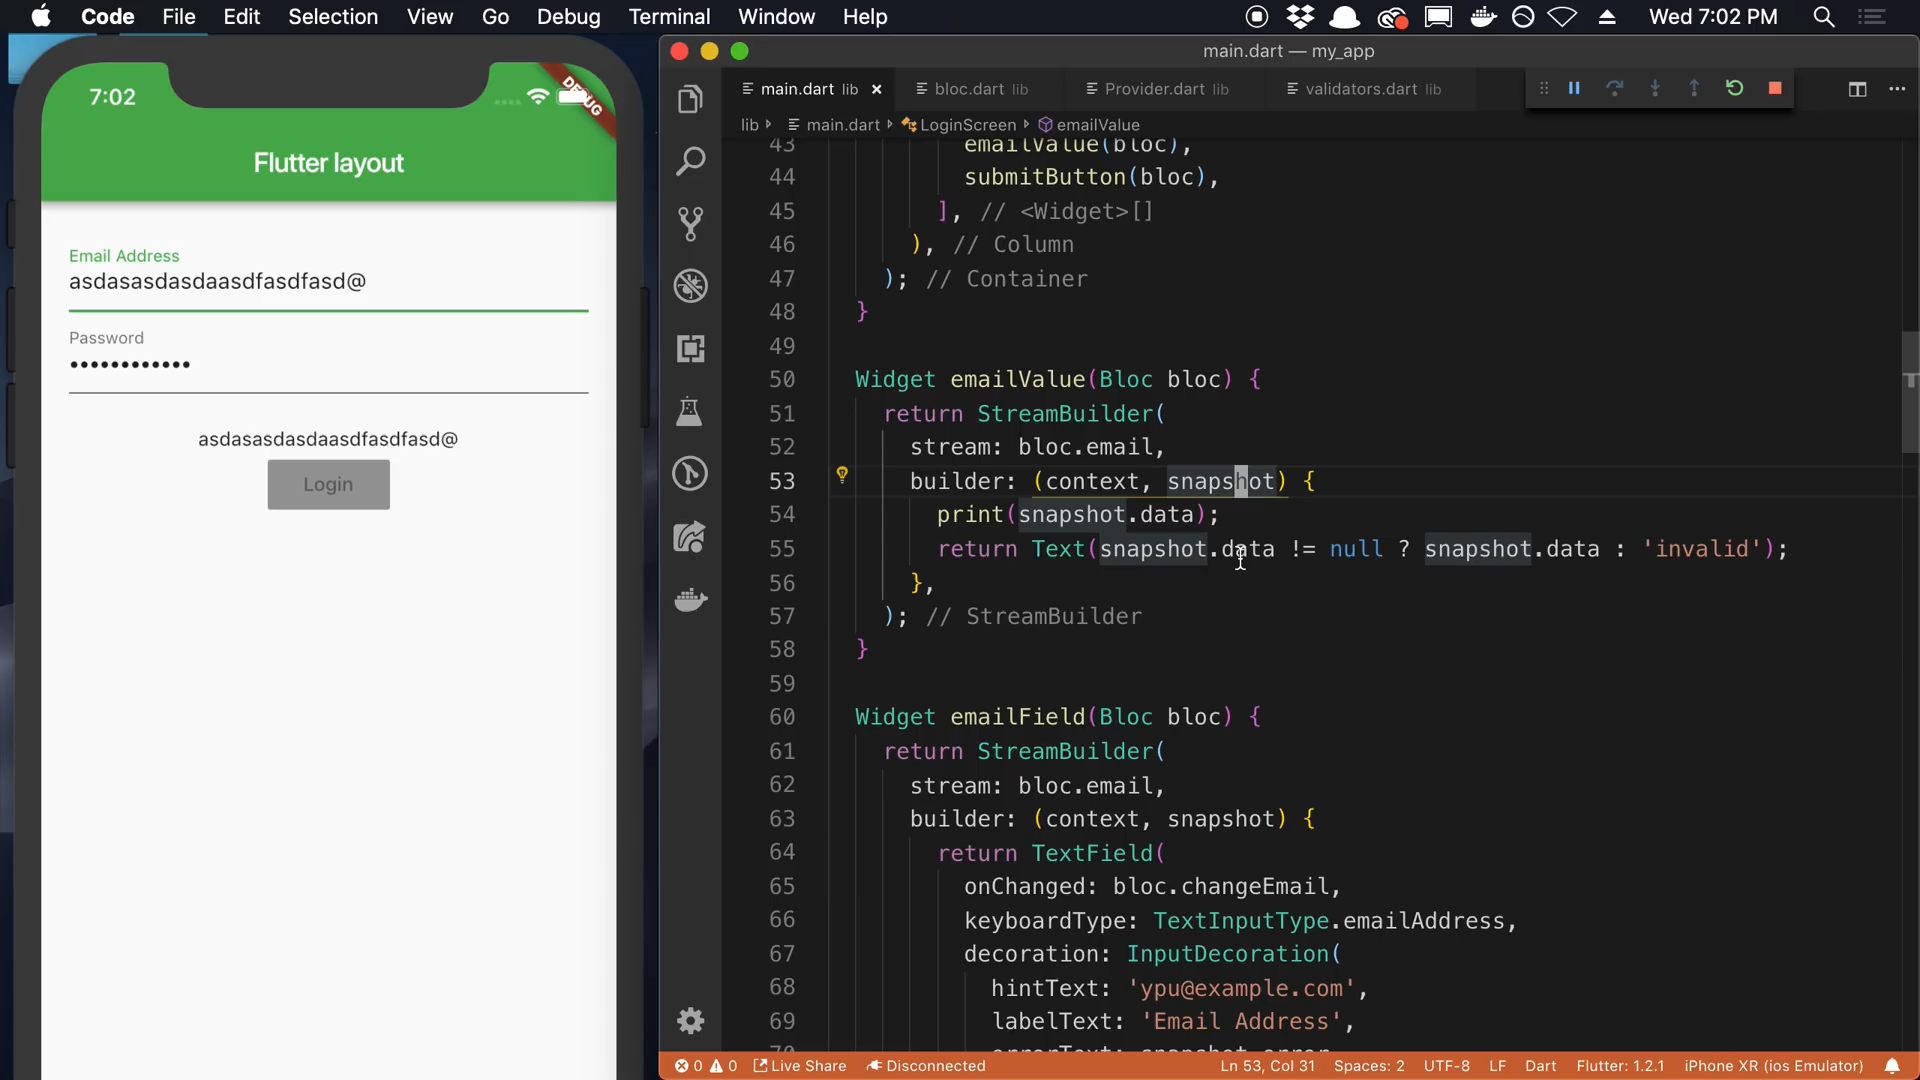 Code File Edit Selection View Go Debug Terminal Window Help Wed 7:02 PM
7:02
DEBUG
Flutter layout
Email Address
asdasasdasdaasdfasdfasd@
Password
••••••••••••
asdasasdasdaasdfasdfasd@
Login
main.dart — my_app
main.dart lib bloc.dart lib Provider.dart lib validators.dart lib
lib main.dart LoginScreen emailValue
43 emailValue(bloc),
44 submitButton(bloc),
45 ], // <Widget>[]
46 ), // Column
47 ); // Container
48 }
49
50 Widget emailValue(Bloc bloc) {
51 return StreamBuilder(
52 stream: bloc.email,
53 builder: (context, snapshot) {
54 print(snapshot.data);
55 return Text(snapshot.data != null ? snapshot.data : 'invalid');
56 },
57 ); // StreamBuilder
58 }
59
60 Widget emailField(Bloc bloc) {
61 return StreamBuilder(
62 stream: bloc.email,
63 builder: (context, snapshot) {
64 return TextField(
65 onChanged: bloc.changeEmail,
66 keyboardType: TextInputType.emailAddress,
67 decoration: InputDecoration(
68 hintText: 'ypu@example.com',
69 labelText: 'Email Address',
0 0 Live Share Disconnected Ln 53, Col 31 Spaces: 2 UTF-8 LF Dart Flutter: 1.2.1 iPhone XR (ios Emulator)